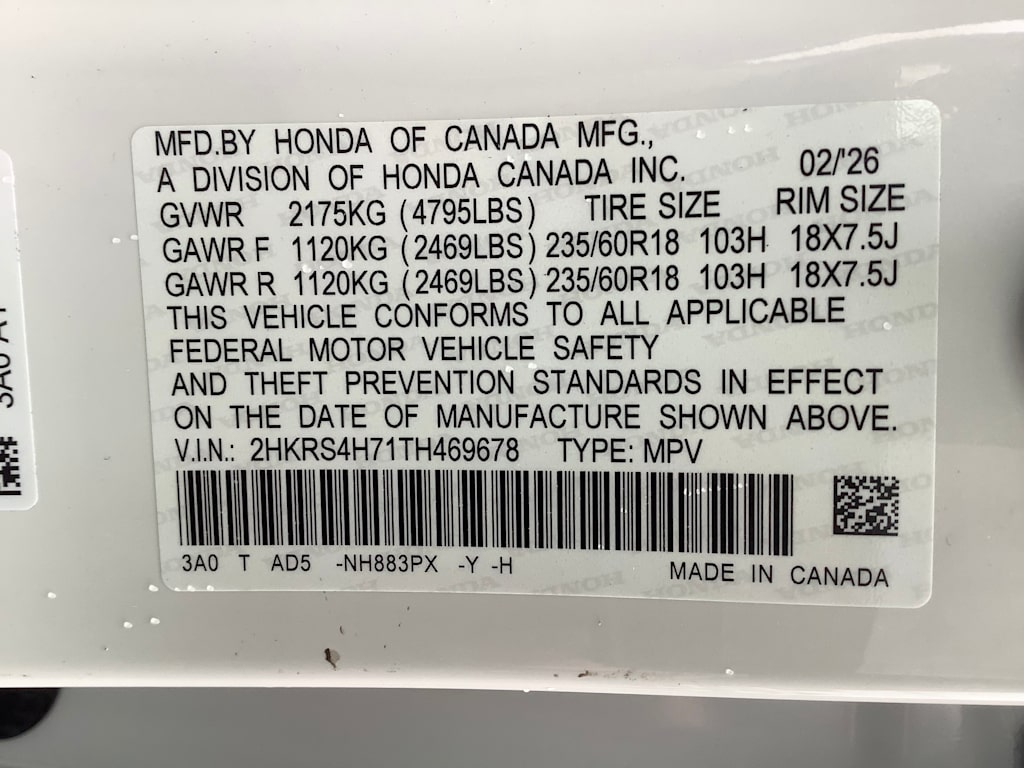 MFD.BY HONDA OF CANADA MFG.,
A DIVISION OF HONDA CANADA INC. 02/'26
GVWR 2175KG (4795LBS) TIRE SIZE RIM SIZE
GAWR F 1120KG (2469LBS) 235/60R18 103H 18X7.5J
GAWR R 1120KG (2469LBS) 235/60R18 103H 18X7.5J
THIS VEHICLE CONFORMS TO ALL APPLICABLE
FEDERAL MOTOR VEHICLE SAFETY
AND THEFT PREVENTION STANDARDS IN EFFECT
ON THE DATE OF MANUFACTURE SHOWN ABOVE.
V.I.N.: 2HKRS4H71TH469678 TYPE: MPV
3A0 T AD5 -NH883PX -Y -H
MADE IN CANADA